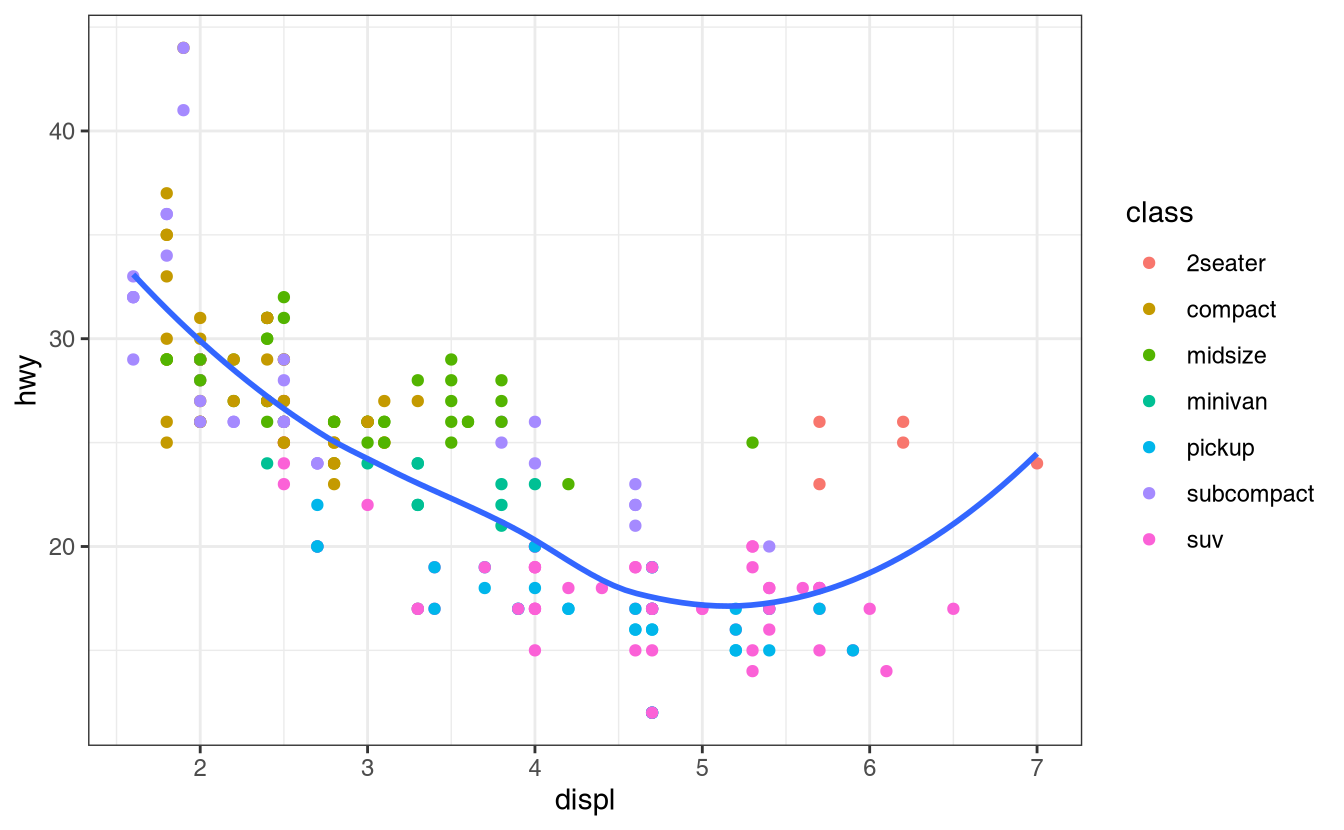 40
30
20
hwy
2 3 4 5 6 7
displ
class
2seater
compact
midsize
minivan
pickup
subcompact
suv